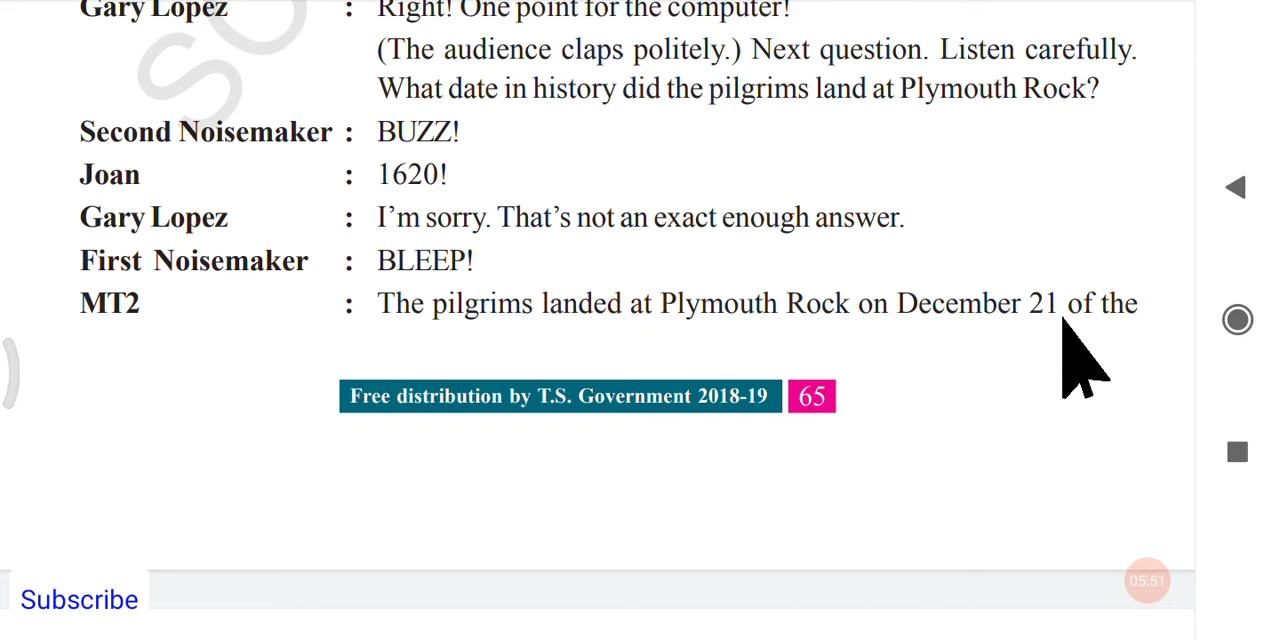 Gary Lopez : Right! One point for the computer!
(The audience claps politely.) Next question. Listen carefully.
What date in history did the pilgrims land at Plymouth Rock?
Second Noisemaker : BUZZ!
Joan : 1620!
Gary Lopez : I'm sorry. That's not an exact enough answer.
First Noisemaker : BLEEP!
MT2 : The pilgrims landed at Plymouth Rock on December 21 of the
Free distribution by T.S. Government 2018-19 65
05:51
Subscribe